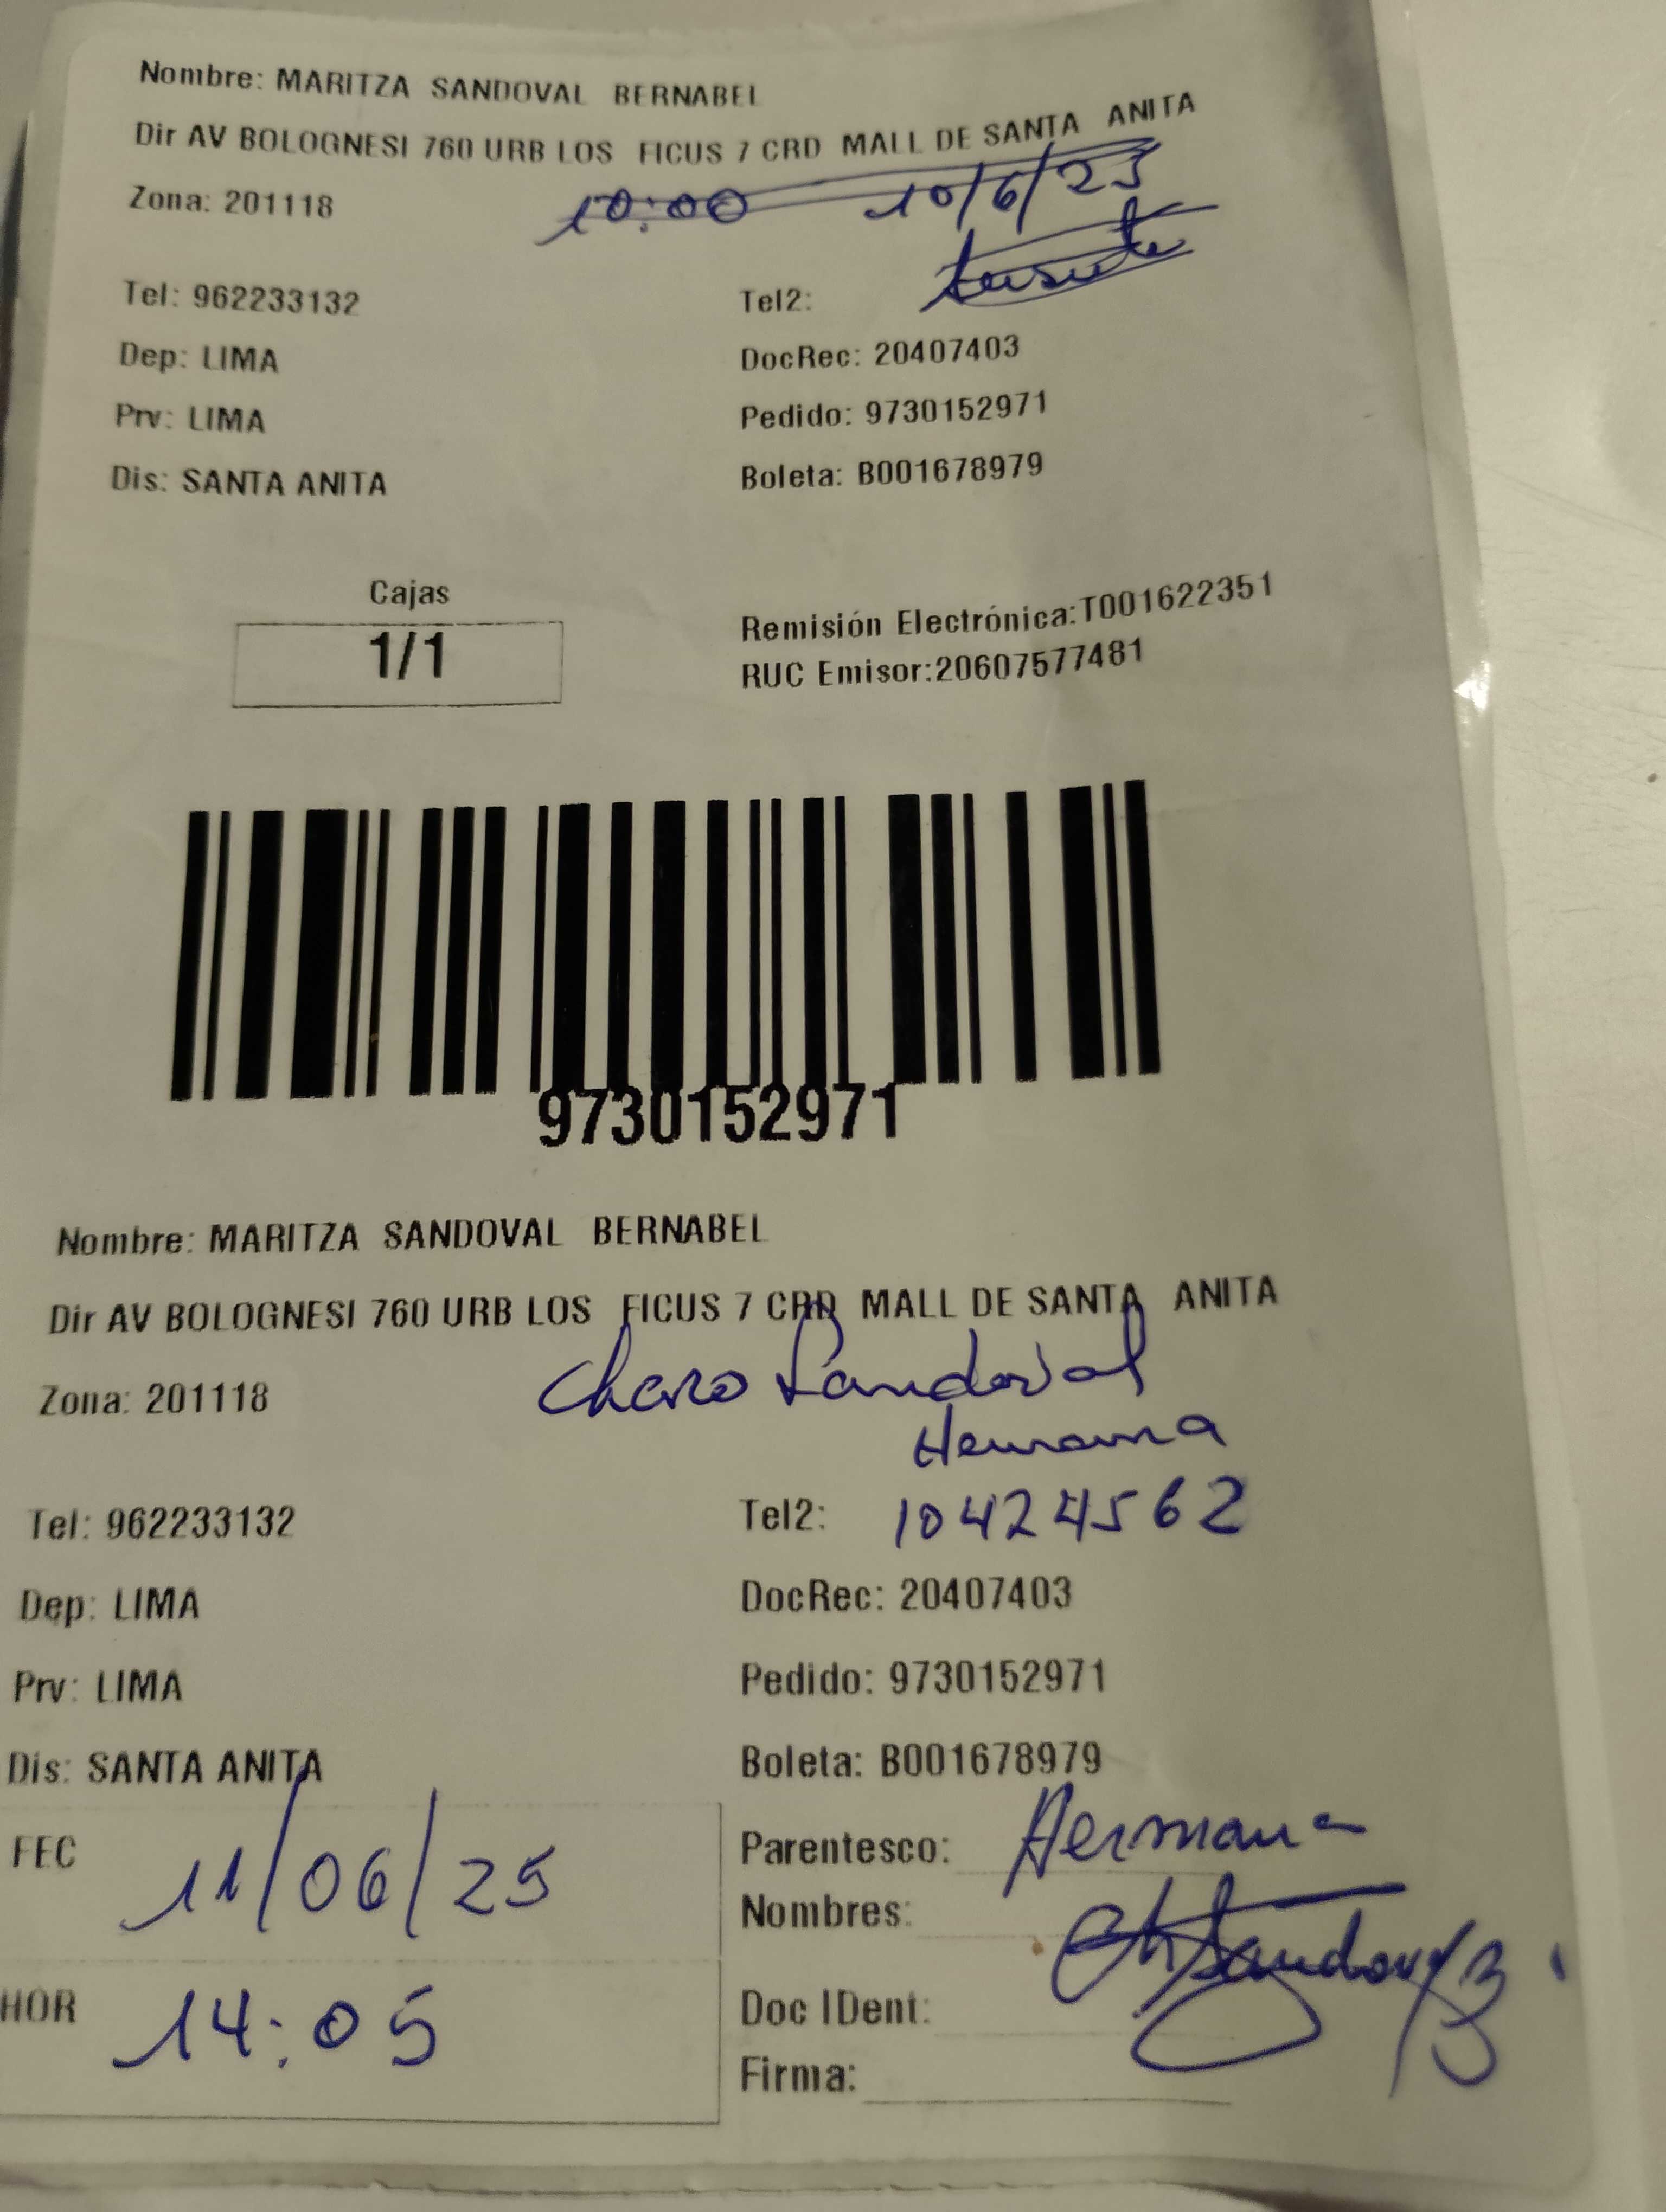 Nombre: MARITZA SANDOVAL BERNABEL
Dir AV BOLOGNESI 760 URB LOS FICUS 7 CRD MALL DE SANTA ANITA
Zona: 201118
10:00 10/6/25
Tel: 962233132 Tel2:
Dep: LIMA DocRec: 20407403
Prv: LIMA Pedido: 9730152971
Dis: SANTA ANITA Boleta: B001678979
Cajas
1/1
Remisión Electrónica:T001622351
RUC Emisor:20607577481
9730152971
Nombre: MARITZA SANDOVAL BERNABEL
Dir AV BOLOGNESI 760 URB LOS FICUS 7 CRD MALL DE SANTA ANITA
Zona: 201118 Charo Sandoval
Hermana
Tel: 962233132 Tel2: 10424562
Dep: LIMA DocRec: 20407403
Prv: LIMA Pedido: 9730152971
Dis: SANTA ANITA Boleta: B001678979
FEC 11/06/25
HOR 14:05
Parentesco: Hermana
Nombres:
Doc IDent:
Firma: